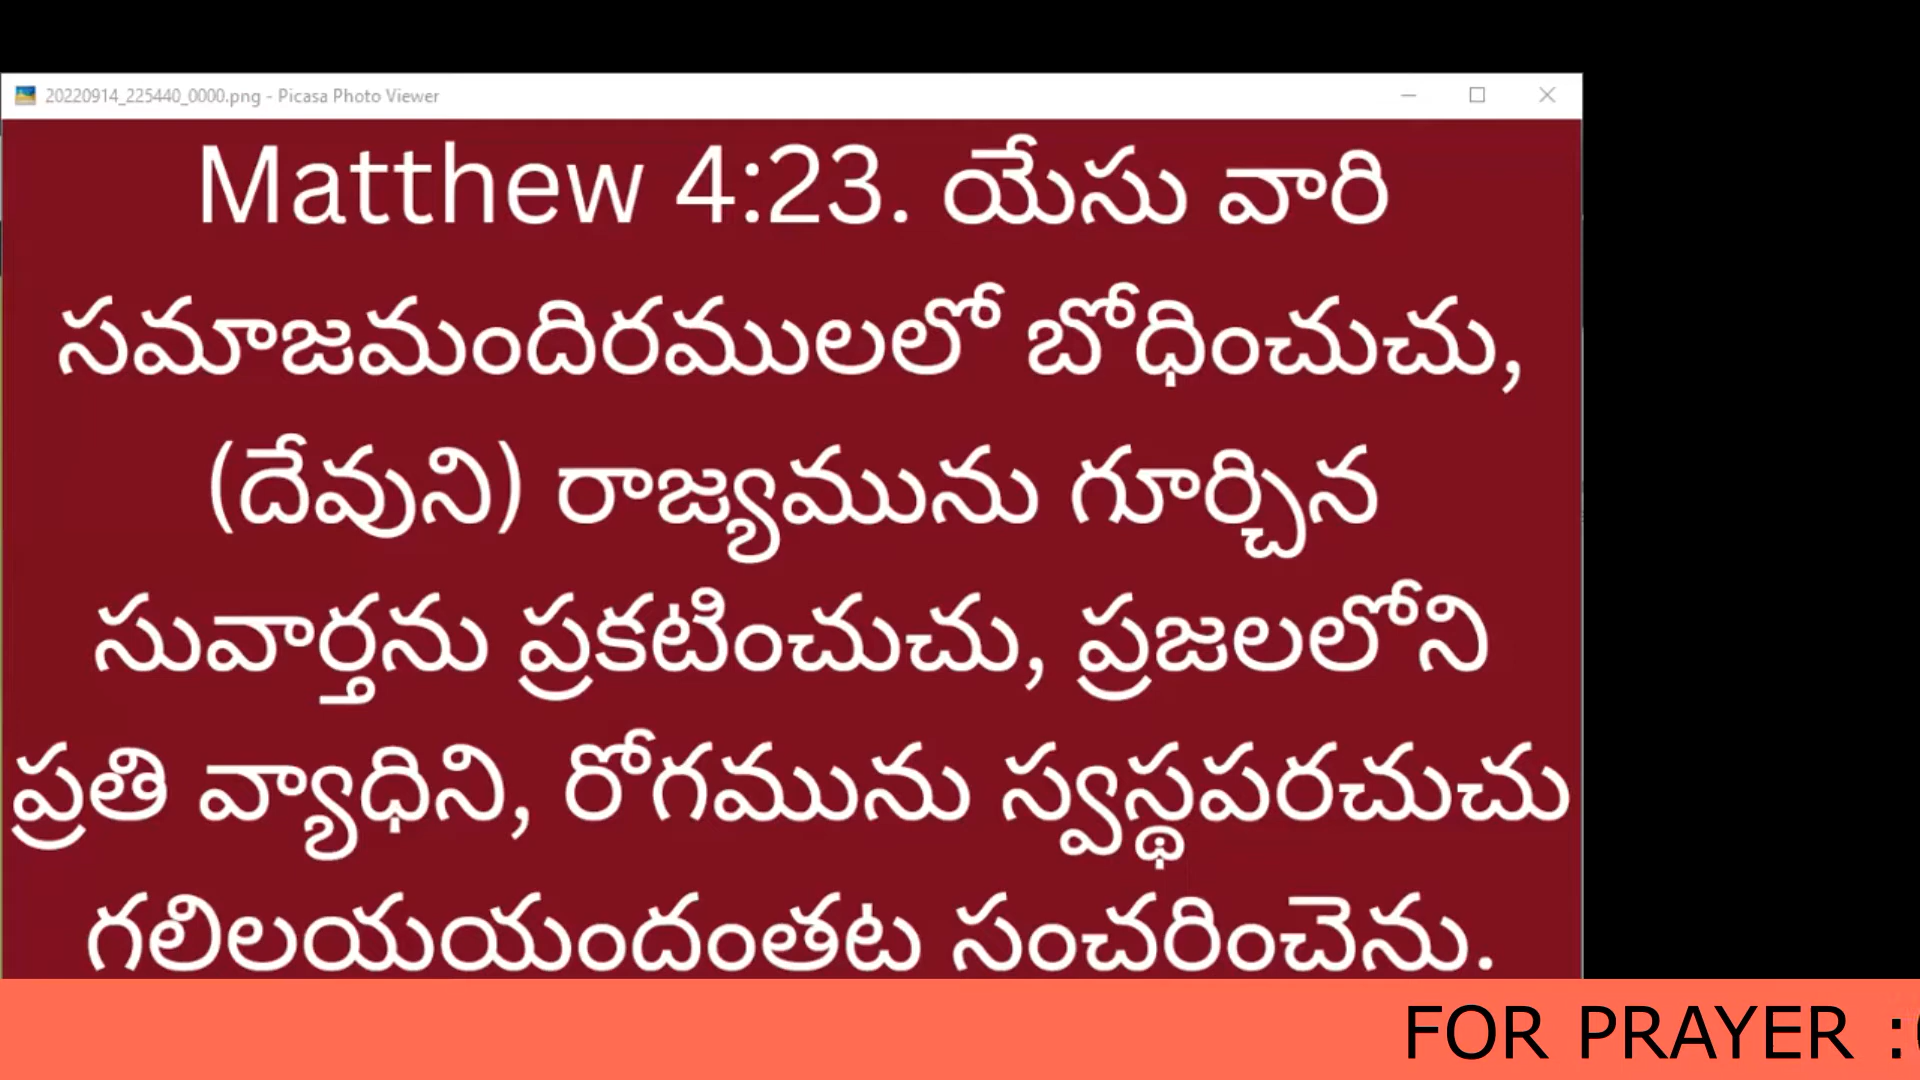 20220914_225440_0000.png - Picasa Photo Viewer
Matthew 4:23. యేసు వారి
సమాజమందిరములలో బోధించుచు,
(దేవుని) రాజ్యమును గూర్చిన
సువార్తను ప్రకటించుచు, ప్రజలలోని
ప్రతి వ్యాధిని, రోగమును స్వస్థపరచుచు
గలిలయయందంతట సంచరించెను.
FOR PRAYER :